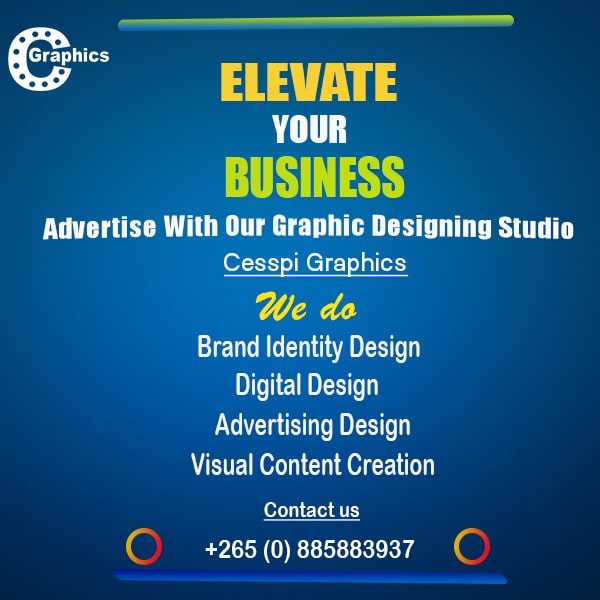 Graphics
ELEVATE
YOUR
BUSINESS
Advertise With Our Graphic Designing Studio
Cesspi Graphics
We do
Brand Identity Design
Digital Design
Advertising Design
Visual Content Creation
Contact us
+265 (0) 885883937